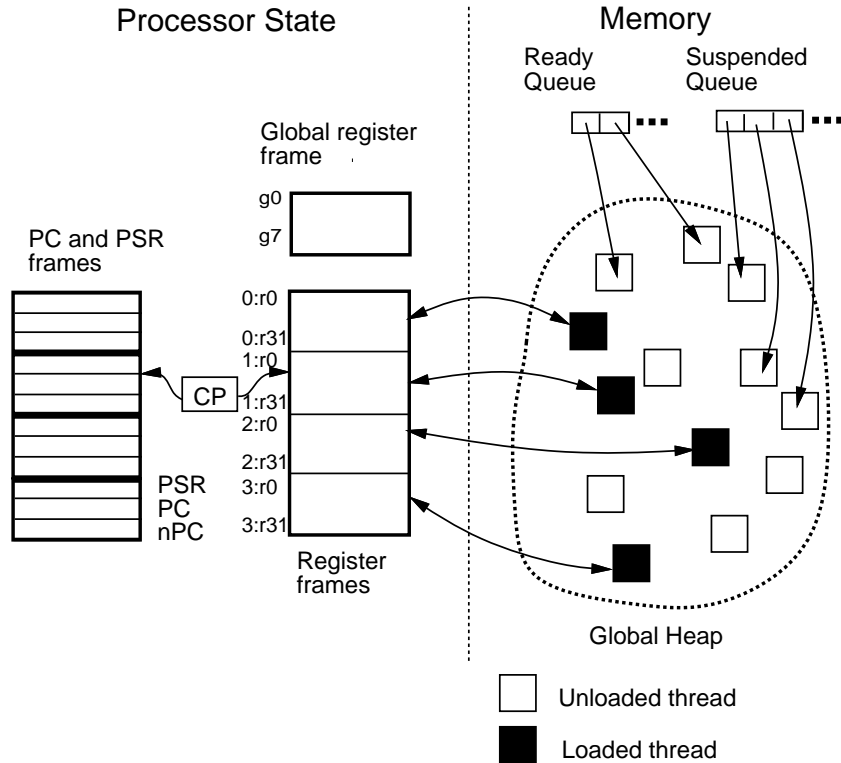 Processor State
Memory
Ready
Queue
Suspended
Queue
Global register
frame
g0
g7
PC and PSR
frames
0:r0
0:r31
1:r0
CP
1:r31
2:r0
2:r31
PSR
3:r0
PC
nPC
3:r31
Register
frames
Global Heap
Unloaded thread
Loaded thread